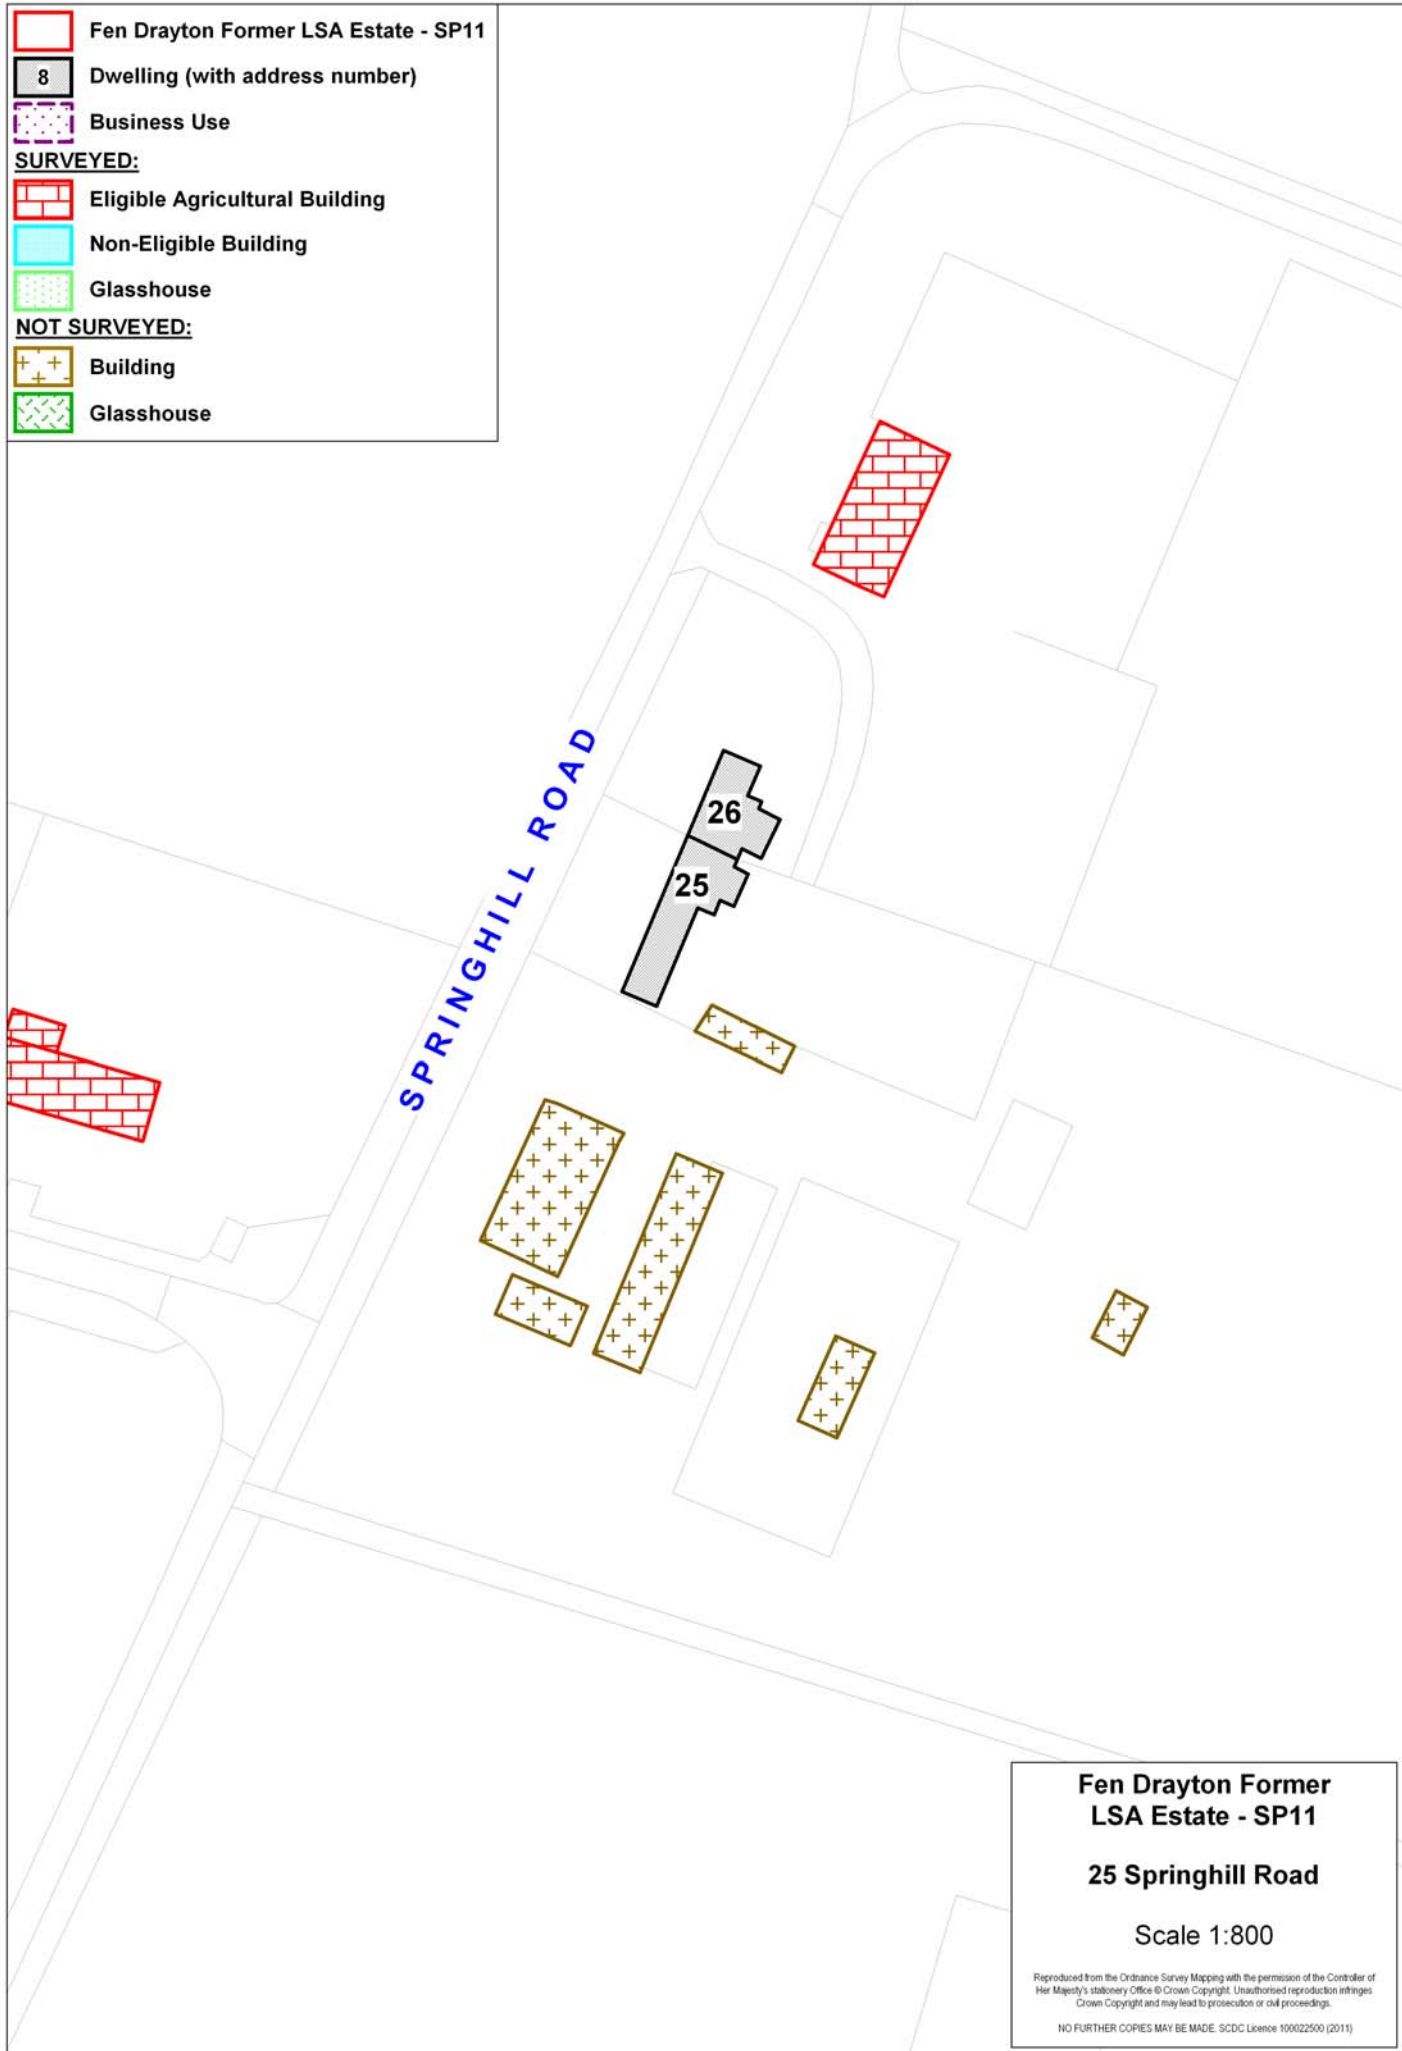 Fen Drayton Former LSA Estate - SP11
8 Dwelling (with address number)
Business Use
SURVEYED:
Eligible Agricultural Building
Non-Eligible Building
Glasshouse
NOT SURVEYED:
Building
Glasshouse
SPRINGHILL ROAD
26
25
Fen Drayton Former
LSA Estate - SP11
25 Springhill Road
Scale 1:800
Reproduced from the Ordnance Survey Mapping with the permission of the Controller of
Her Majesty's stationery Office © Crown Copyright. Unauthorised reproduction infringes
Crown Copyright and may lead to prosecution or civil proceedings.
NO FURTHER COPIES MAY BE MADE. SCDC Licence 100022500 (2011)